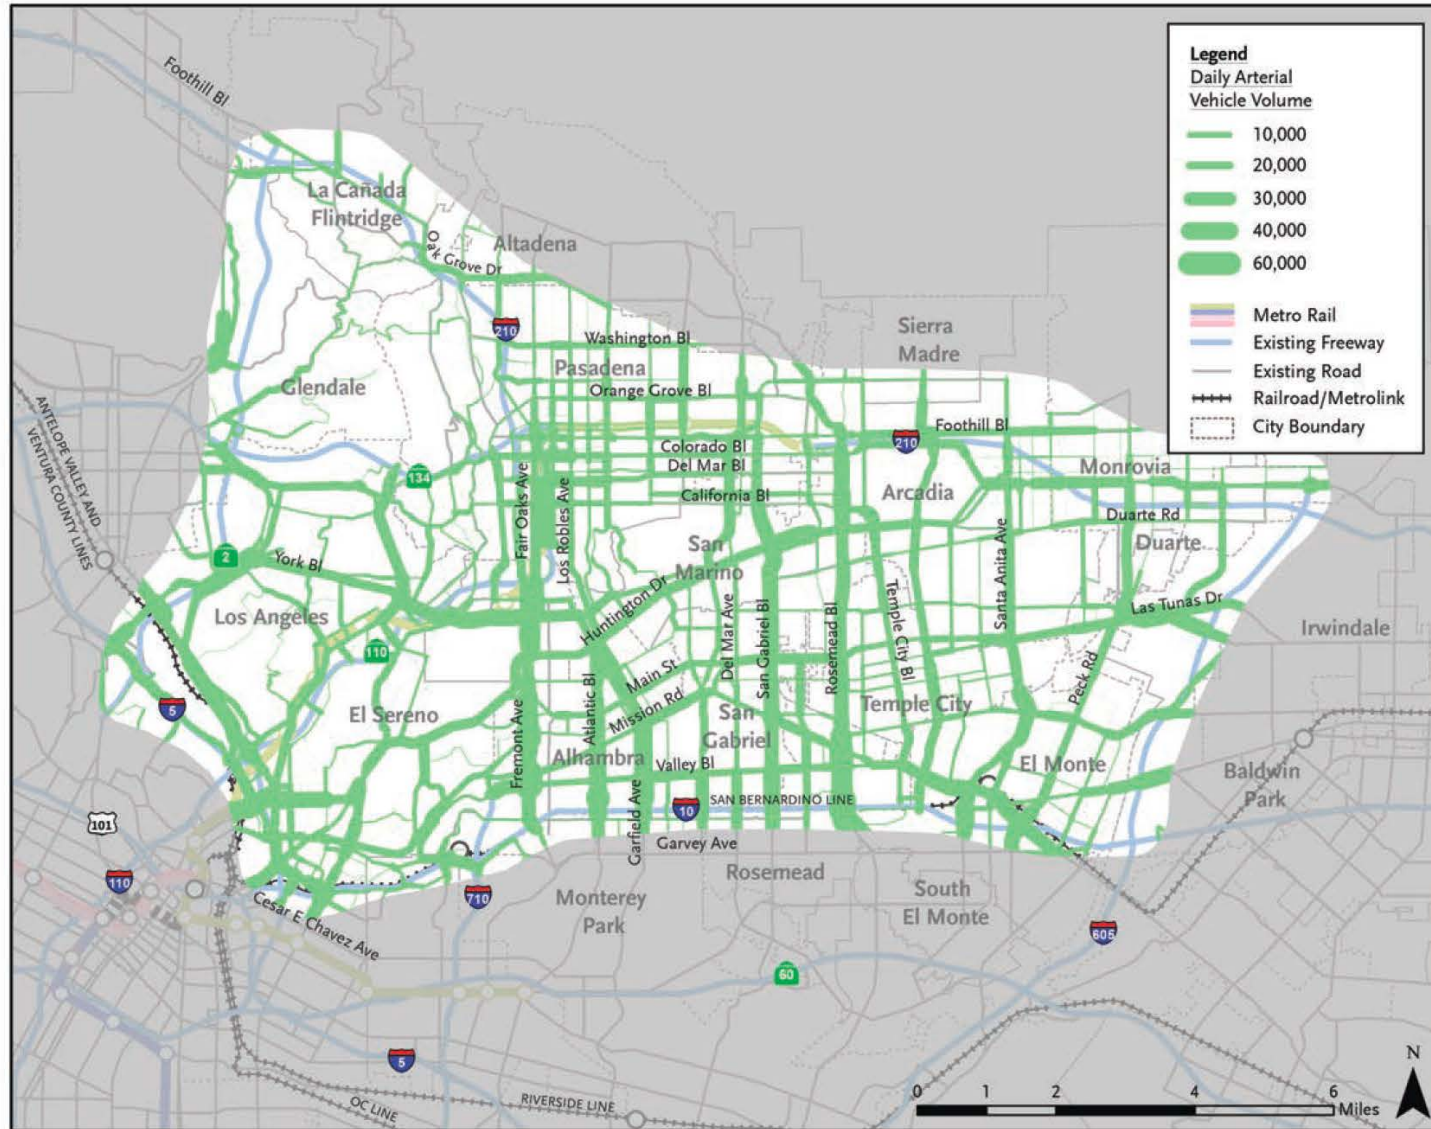 Legend
Daily Arterial
Vehicle Volume
10,000
20,000
30,000
40,000
60,000
Metro Rail
Existing Freeway
Existing Road
Railroad/Metrolink
City Boundary
Foothill Bl
La Cañada
Flintridge
Oak Grove Dr
Altadena
210
Washington Bl
Sierra
Madre
Pasadena
Glendale
Orange Grove Bl
Foothill Bl
210
Colorado Bl
Del Mar Bl
Monrovia
134
California Bl
Arcadia
ANTELOPE VALLEY AND
VENTURA COUNTY LINES
Fair Oaks Ave
Los Robles Ave
Duarte Rd
Duarte
San
Marino
2
York Bl
Huntington Dr
Los Angeles
Del Mar Ave
San Gabriel Bl
Rosemead Bl
Temple City Bl
Santa Ana Ave
Las Tunas Dr
Irwindale
110
Main St
Peck Rd
5
El Sereno
Atlantic Bl
Mission Rd
San
Gabriel
Temple City
Fremont Ave
Alhambra
Valley Bl
El Monte
Baldwin
Park
Garfield Ave
10
SAN BERNARDINO LINE
101
Garvey Ave
Rosemead
110
Cesar E Chavez Ave
710
Monterey
Park
South
El Monte
605
60
5
OC LINE
RIVERSIDE LINE
N
0 1 2 4 6
Miles